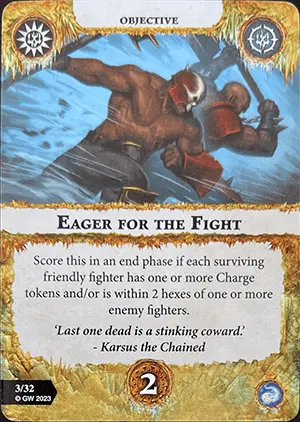 OBJECTIVE
EAGER FOR THE FIGHT
Score this in an end phase if each surviving
friendly fighter has one or more Charge
tokens and/or is within 2 hexes of one or more
enemy fighters.
'Last one dead is a stinking coward.'
- Karsus the Chained
3/32
© GW 2023
2